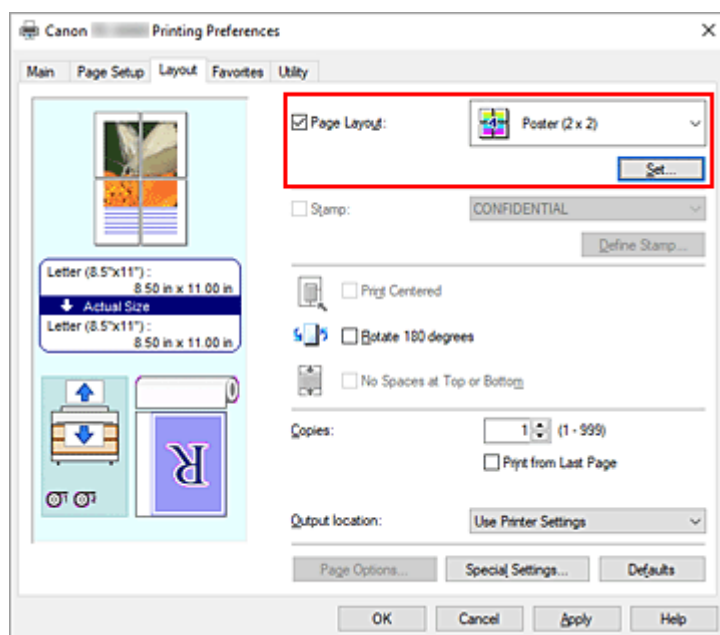 Canon Printing Preferences
Main Page Setup Layout Favorites Utility
Page Layout: 4 Poster (2 x 2)
Set...
Stamp: CONFIDENTIAL
Define Stamp...
Letter (8.5"x11") :
8.50 in x 11.00 in
Actual Size
Letter (8.5"x11") :
8.50 in x 11.00 in
Print Centered
Rotate 180 degrees
No Spaces at Top or Bottom
R
Copies: 1 (1 - 999)
Print from Last Page
Output location: Use Printer Settings
Page Options... Special Settings... Defaults
OK Cancel Apply Help